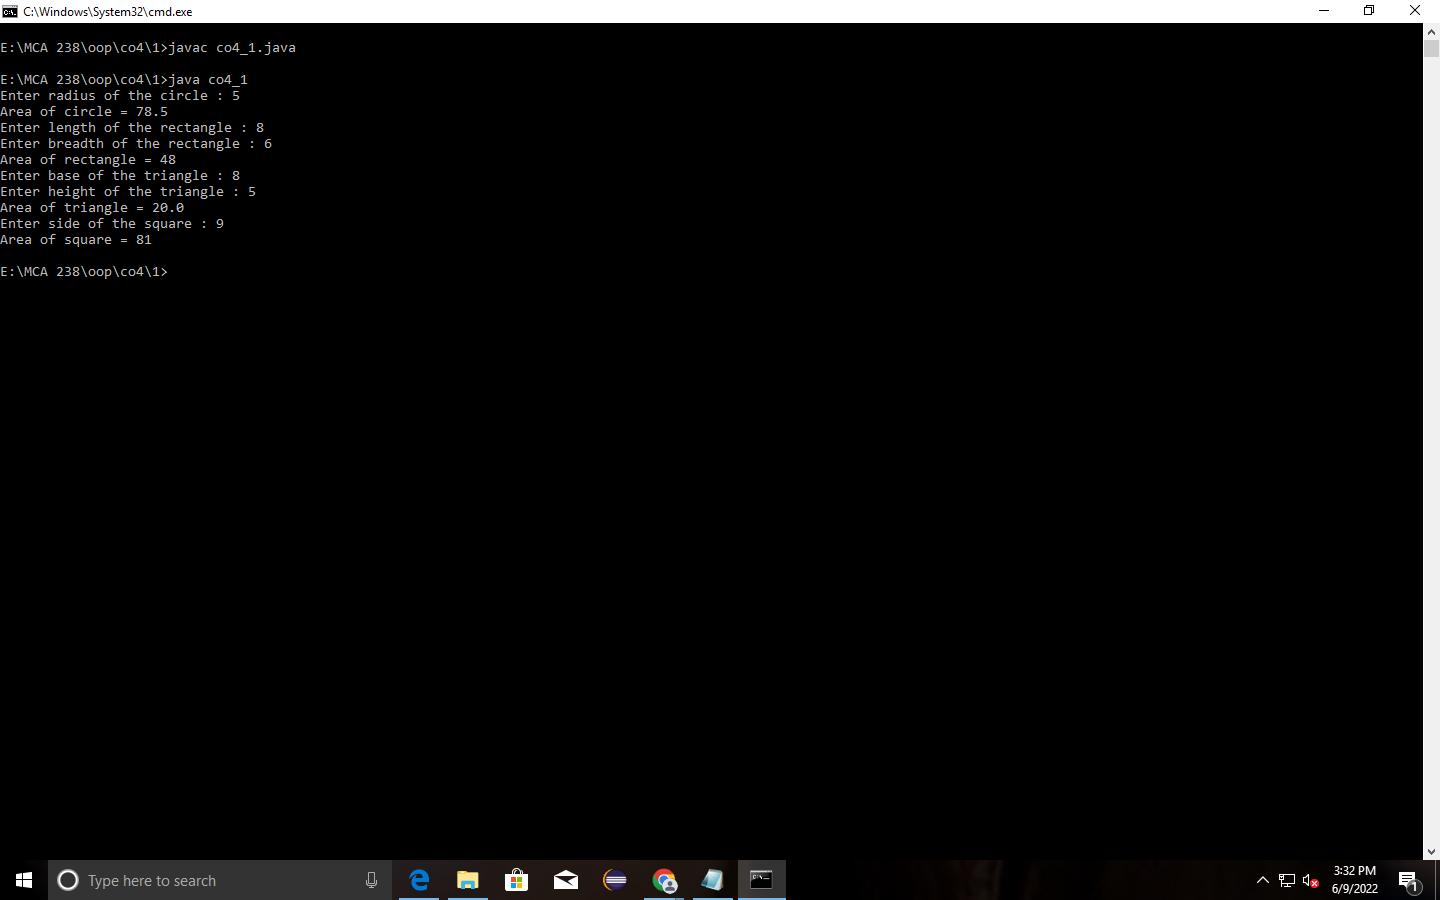 C:\Windows\System32\cmd.exe
E:\MCA 238\oop\co4\1>javac co4_1.java
E:\MCA 238\oop\co4\1>java co4_1
Enter radius of the circle : 5
Area of circle = 78.5
Enter length of the rectangle : 8
Enter breadth of the rectangle : 6
Area of rectangle = 48
Enter base of the triangle : 8
Enter height of the triangle : 5
Area of triangle = 20.0
Enter side of the square : 9
Area of square = 81
E:\MCA 238\oop\co4\1>
Type here to search
3:32 PM
6/9/2022
1